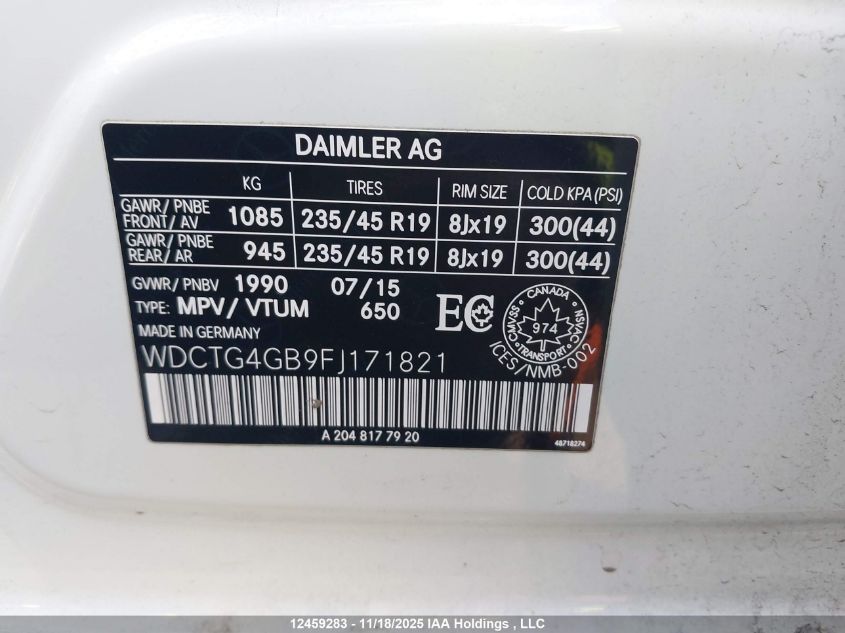 DAIMLER AG
KG TIRES RIM SIZE COLD KPA (PSI)
GAWR/ PNBE
FRONT/ AV 1085 235/45 R19 8Jx19 300(44)
GAWR/ PNBE
REAR/ AR 945 235/45 R19 8Jx19 300(44)
GVWR/ PNBV 1990 07/15
TYPE: MPV/ VTUM 650
EC
CANADA
CMVSS NSVAC
974
TRANSPORT
ICES/NMB-002
MADE IN GERMANY
WDCTG4GB9FJ171821
A 204 817 79 20
48718274
12459283 - 11/18/2025 IAA Holdings , LLC